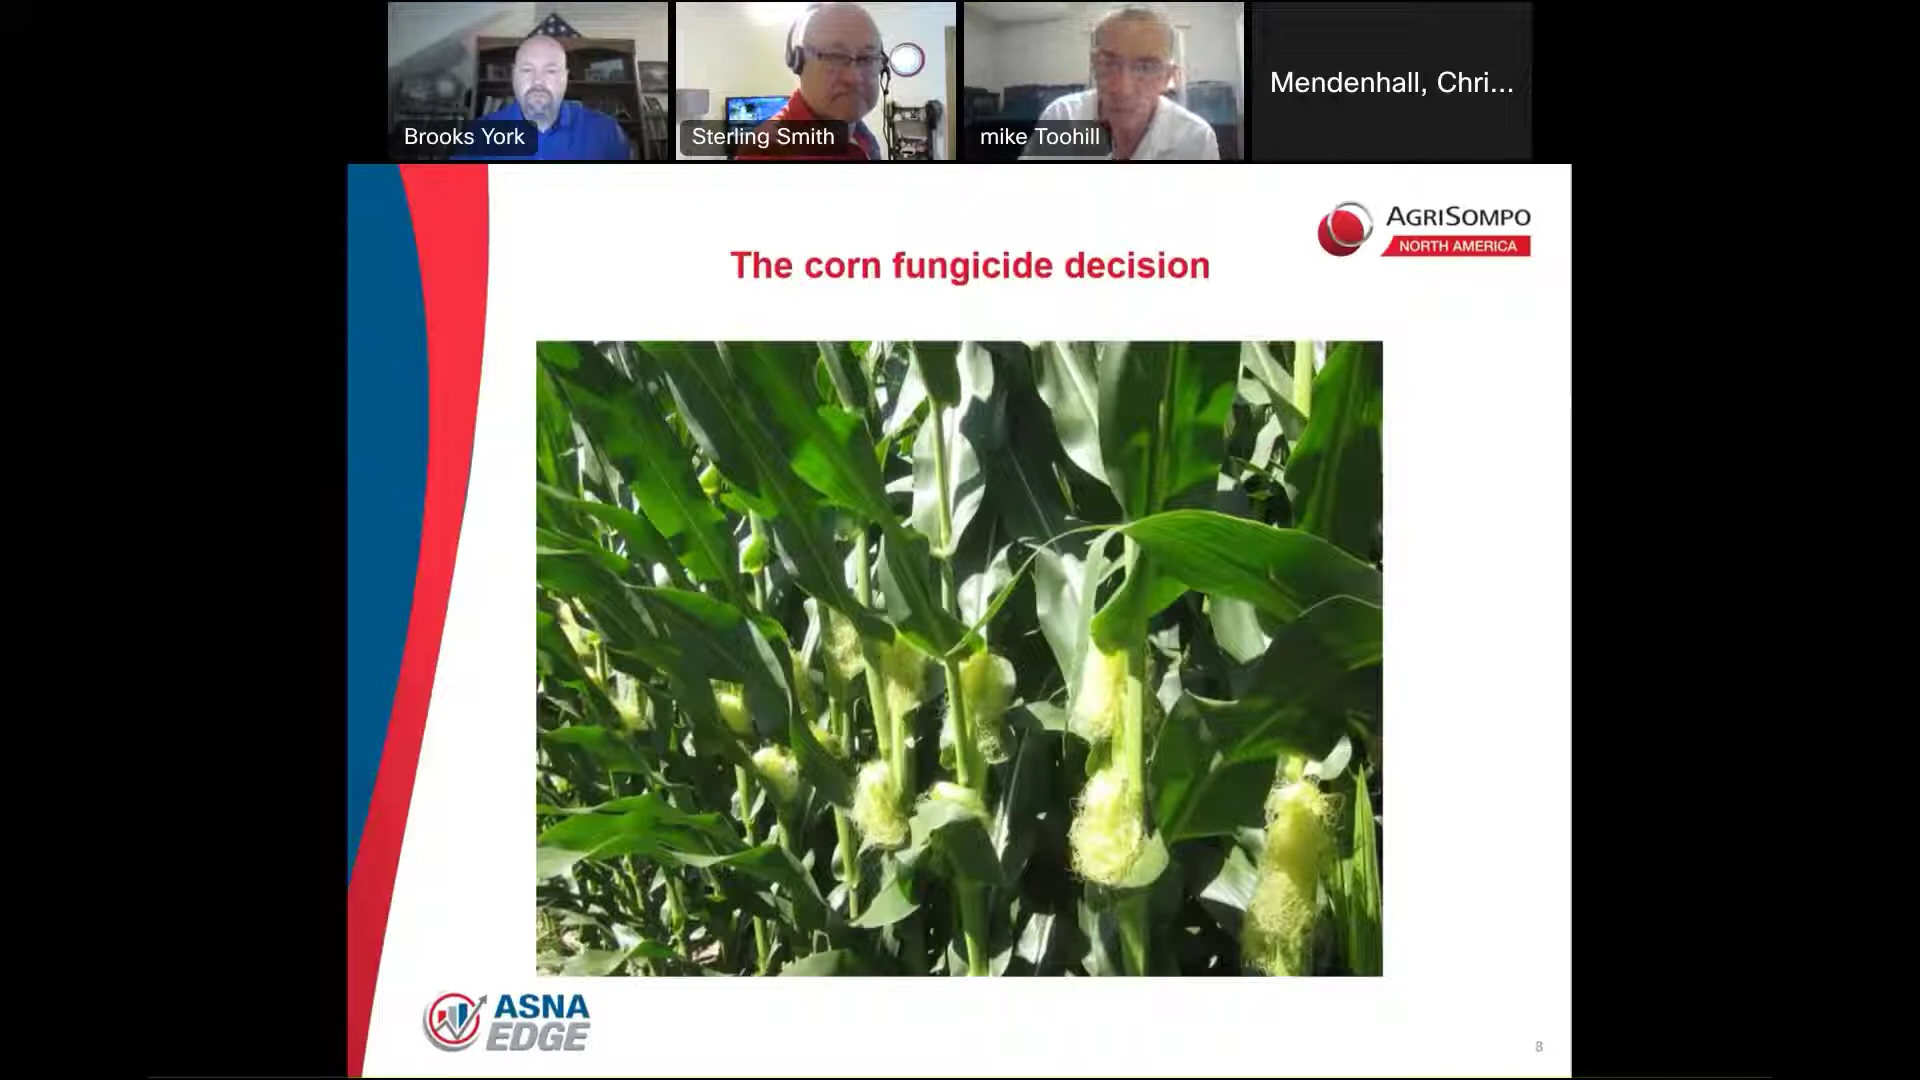 Brooks York
Sterling Smith
mike Toohill
Mendenhall, Chri...
AGRISOMPO
NORTH AMERICA
The corn fungicide decision
ASNA
EDGE
8